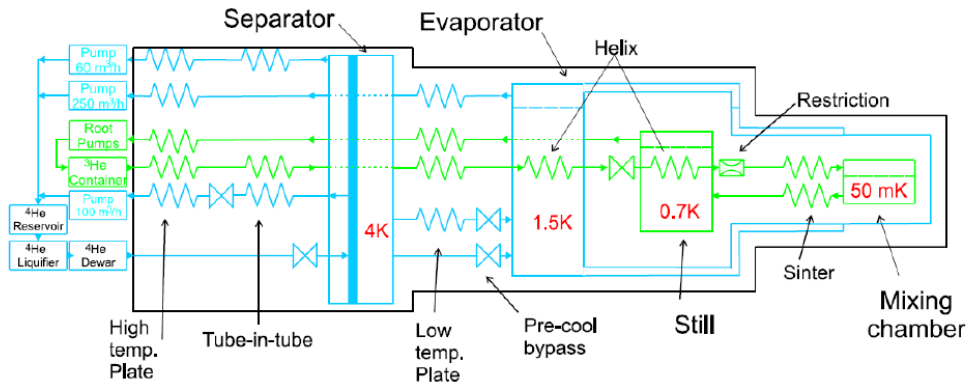 Separator
Evaporator
Helix
Restriction
Pump
60 m³/h
Pump
250 m³/h
Root
Pumps
³He
Container
Pump
100 m³/h
⁴He
Reservoir
⁴He
Liquifier
⁴He
Dewar
4K
1.5K
0.7K
50 mK
High
temp.
Plate
Tube-in-tube
Low
temp.
Plate
Pre-cool
bypass
Still
Sinter
Mixing
chamber